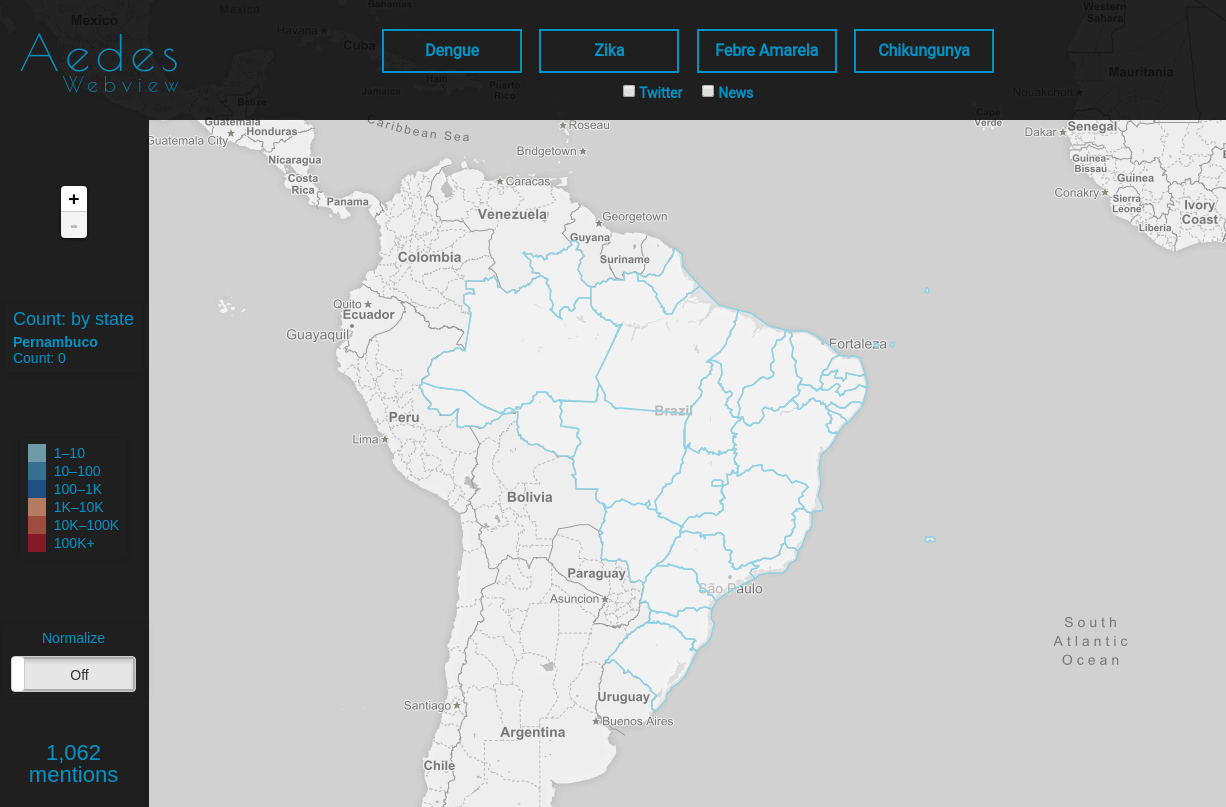 Aedes
Webview
Dengue
Zika
Febre Amarela
Chikungunya
Twitter
News
Mexico
Mexico
Bahamas
Havana
Cuba
Haiti
Jamaica
Puerto
Rico
Belize
Western
Sahara
Mauritania
Nouakchott
Cape
Verde
Guatemala
Guatemala City
Honduras
Caribbean Sea
Roseau
Dakar
Senegal
Nicaragua
Bridgetown
Guinea-
Bissau
Costa
Rica
Caracas
Guinea
Panama
Conakry
Sierra
Leone
Ivory
Coast
Liberia
Venezuela
Georgetown
Guyana
Suriname
Colombia
Quito
Ecuador
Guayaquil
Fortaleza
Brazil
Peru
Lima
Bolivia
Paraguay
Asuncion
São Paulo
South
Atlantic
Ocean
Uruguay
Santiago
Buenos Aires
Argentina
Chile
+
-
Count: by state
Pernambuco
Count: 0
1–10
10–100
100–1K
1K–10K
10K–100K
100K+
Normalize
Off
1,062
mentions